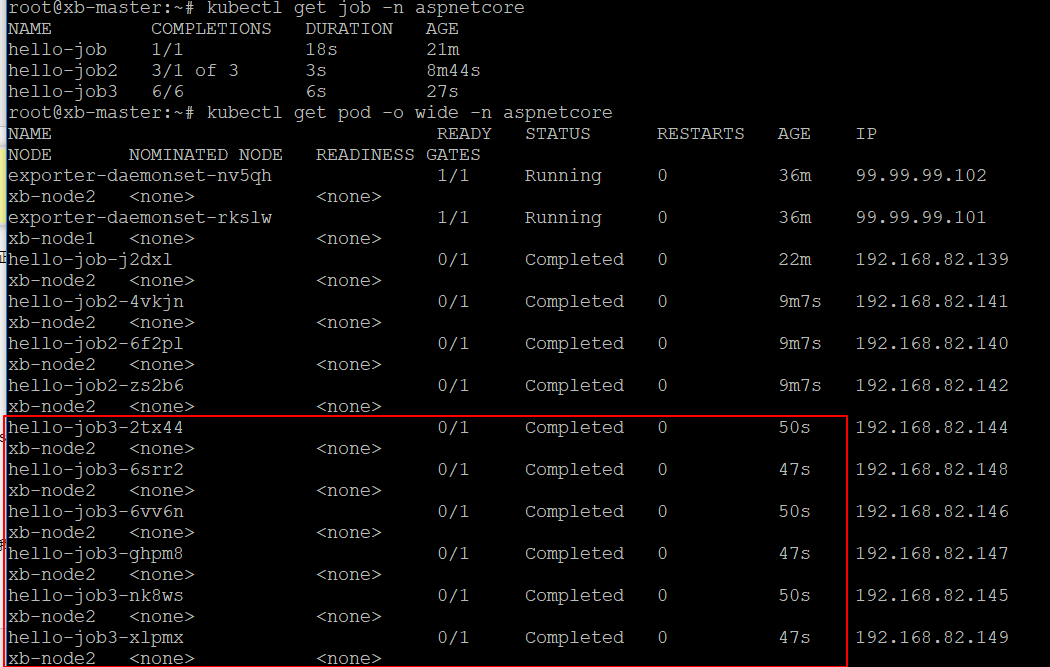 root@xb-master:~# kubectl get job -n aspnetcore
NAME         COMPLETIONS   DURATION   AGE
hello-job    1/1           18s        21m
hello-job2   3/1 of 3      3s         8m44s
hello-job3   6/6           6s         27s
root@xb-master:~# kubectl get pod -o wide -n aspnetcore
NAME                                   READY   STATUS      RESTARTS   AGE    IP
NODE       NOMINATED NODE   READINESS GATES
exporter-daemonset-nv5qh               1/1     Running     0          36m    99.99.99.102
xb-node2   <none>           <none>
exporter-daemonset-rkslw               1/1     Running     0          36m    99.99.99.101
xb-node1   <none>           <none>
hello-job-j2dxl                        0/1     Completed   0          22m    192.168.82.139
xb-node2   <none>           <none>
hello-job2-4vkjn                       0/1     Completed   0          9m7s   192.168.82.141
xb-node2   <none>           <none>
hello-job2-6f2pl                       0/1     Completed   0          9m7s   192.168.82.140
xb-node2   <none>           <none>
hello-job2-zs2b6                       0/1     Completed   0          9m7s   192.168.82.142
xb-node2   <none>           <none>
hello-job3-2tx44                       0/1     Completed   0          50s    192.168.82.144
xb-node2   <none>           <none>
hello-job3-6srr2                       0/1     Completed   0          47s    192.168.82.148
xb-node2   <none>           <none>
hello-job3-6vv6n                       0/1     Completed   0          50s    192.168.82.146
xb-node2   <none>           <none>
hello-job3-ghpm8                       0/1     Completed   0          47s    192.168.82.147
xb-node2   <none>           <none>
hello-job3-nk8ws                       0/1     Completed   0          50s    192.168.82.145
xb-node2   <none>           <none>
hello-job3-xlpmx                       0/1     Completed   0          47s    192.168.82.149
xb-node2   <none>           <none>